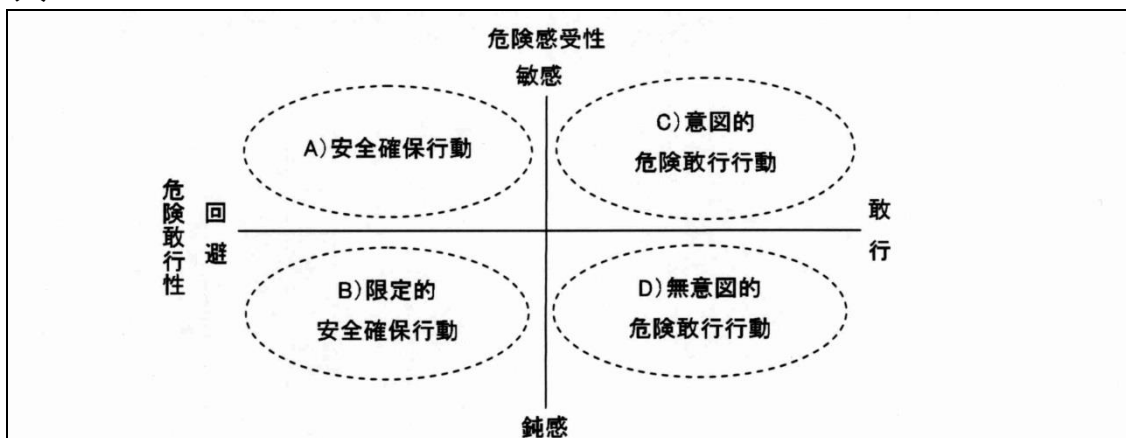 危険感受性
敏感
A)安全確保行動
C)意図的
危険敢行行動
危険敢行性
回避
敢行
B)限定的
安全確保行動
D)無意図的
危険敢行行動
鈍感